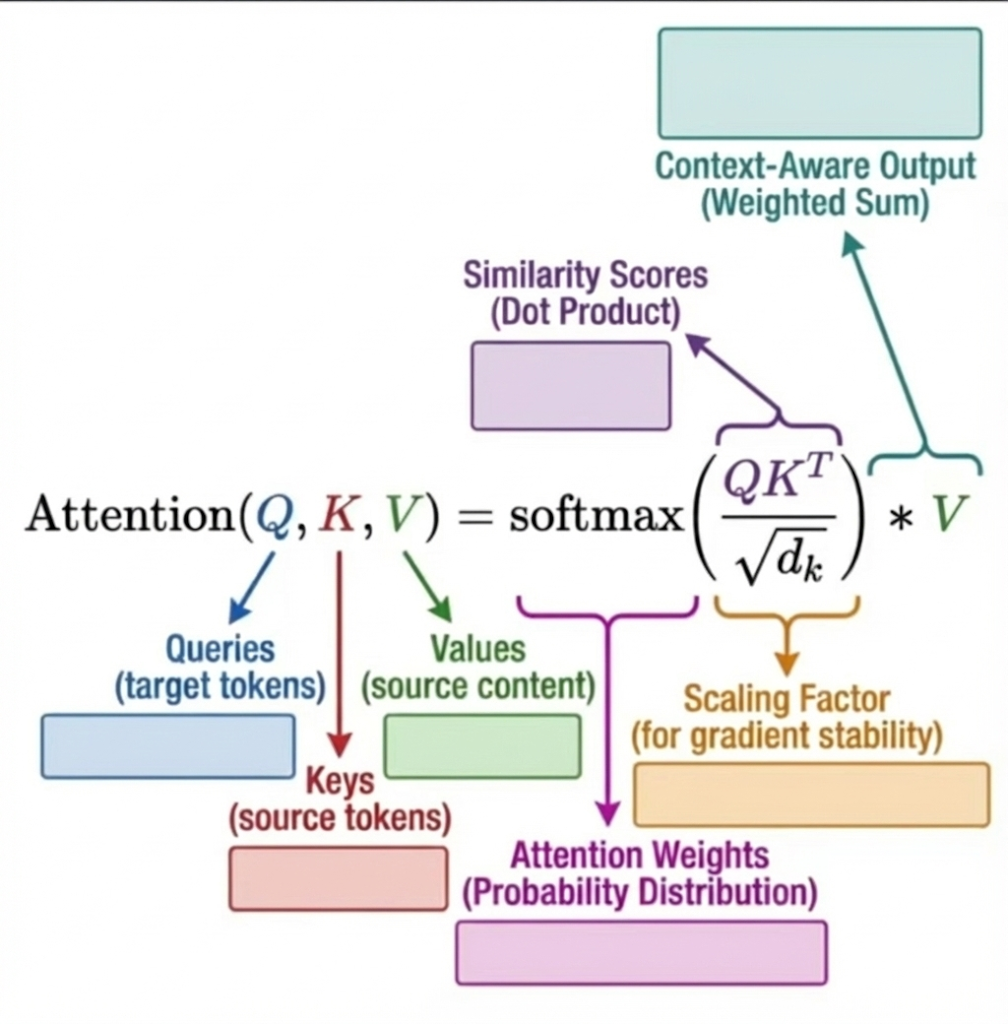 Context-Aware Output
(Weighted Sum)
Similarity Scores
(Dot Product)
Attention(Q, K, V) = softmax(QK^T / √d_k) * V
Queries
(target tokens)
Values
(source content)
Scaling Factor
(for gradient stability)
Keys
(source tokens)
Attention Weights
(Probability Distribution)